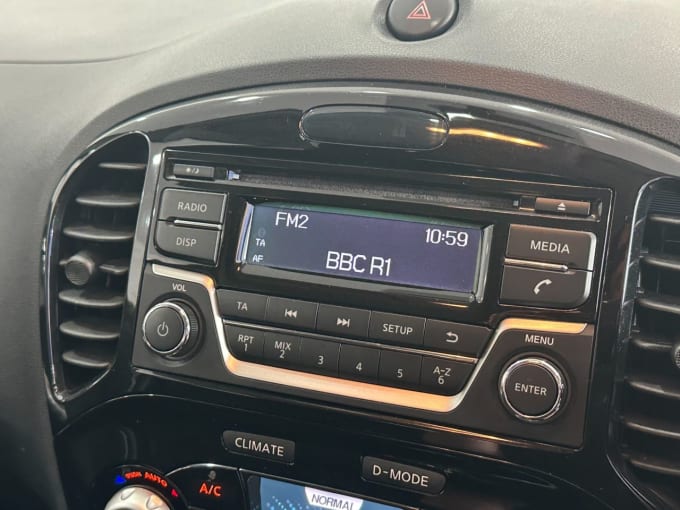 RADIO
DISP
FM2
10:59
TA
AF
BBC R1
MEDIA
VOL
TA
SETUP
RPT
1
MIX
2
3
4
5
A-Z
6
MENU
ENTER
CLIMATE
D-MODE
AUTO
A/C
NORMAL